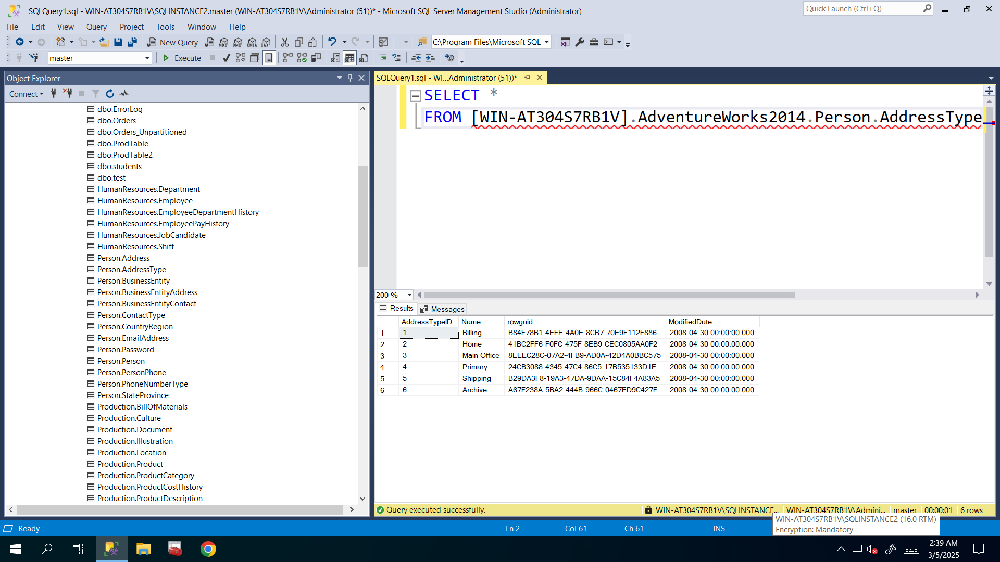 SQLQuery1.sql - WIN-AT304S7RB1V\SQLINSTANCE2.master (WIN-AT304S7RB1V\Administrator (51))* - Microsoft SQL Server Management Studio (Administrator)
Quick Launch (Ctrl+Q)
File Edit View Query Project Tools Window Help
New Query MDX DMX XMLA DAX C:\Program Files\Microsoft SQL
master Execute
Object Explorer
Connect
dbo.ErrorLog
dbo.Orders
dbo.Orders_Unpartitioned
dbo.ProdTable
dbo.ProdTable2
dbo.students
dbo.test
HumanResources.Department
HumanResources.Employee
HumanResources.EmployeeDepartmentHistory
HumanResources.EmployeePayHistory
HumanResources.JobCandidate
HumanResources.Shift
Person.Address
Person.AddressType
Person.BusinessEntity
Person.BusinessEntityAddress
Person.BusinessEntityContact
Person.ContactType
Person.CountryRegion
Person.EmailAddress
Person.Password
Person.Person
Person.PersonPhone
Person.PhoneNumberType
Person.StateProvince
Production.BillOfMaterials
Production.Culture
Production.Document
Production.Illustration
Production.Location
Production.Product
Production.ProductCategory
Production.ProductCostHistory
Production.ProductDescription
SQLQuery1.sql - WI...Administrator (51))*
SELECT *
FROM [WIN-AT304S7RB1V].AdventureWorks2014.Person.AddressType
200 %
Results Messages
AddressTypeID Name rowguid ModifiedDate
1 1 Billing B84F78B1-4EFE-4A0E-8CB7-70E9F112F886 2008-04-30 00:00:00.000
2 2 Home 41BC2FF6-F0FC-475F-8EB9-CEC0805AA0F2 2008-04-30 00:00:00.000
3 3 Main Office 8EEEC28C-07A2-4FB9-AD0A-42D4A0BBC575 2008-04-30 00:00:00.000
4 4 Primary 24CB3088-4345-47C4-86C5-17B535133D1E 2008-04-30 00:00:00.000
5 5 Shipping B29DA3F8-19A3-47DA-9DAA-15C84F4A83A5 2008-04-30 00:00:00.000
6 6 Archive A67F238A-5BA2-444B-966C-0467ED9C427F 2008-04-30 00:00:00.000
Query executed successfully. WIN-AT304S7RB1V\SQLINSTANCE... WIN-AT304S7RB1V\Admini... master 00:00:01 6 rows
WIN-AT304S7RB1V\SQLINSTANCE2 (16.0 RTM)
Encryption: Mandatory
Ready Ln 2 Col 61 Ch 61 INS
2:39 AM
3/5/2025